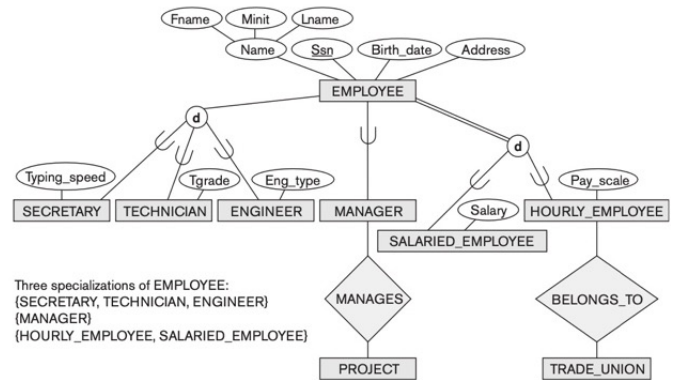 Fname Minit Lname
Name Ssn Birth_date Address
EMPLOYEE
d
d
Typing_speed Tgrade Eng_type Pay_scale
SECRETARY TECHNICIAN ENGINEER MANAGER Salary HOURLY_EMPLOYEE
SALARIED_EMPLOYEE
Three specializations of EMPLOYEE:
{SECRETARY, TECHNICIAN, ENGINEER}
{MANAGER}
{HOURLY_EMPLOYEE, SALARIED_EMPLOYEE}
MANAGES BELONGS_TO
PROJECT TRADE_UNION